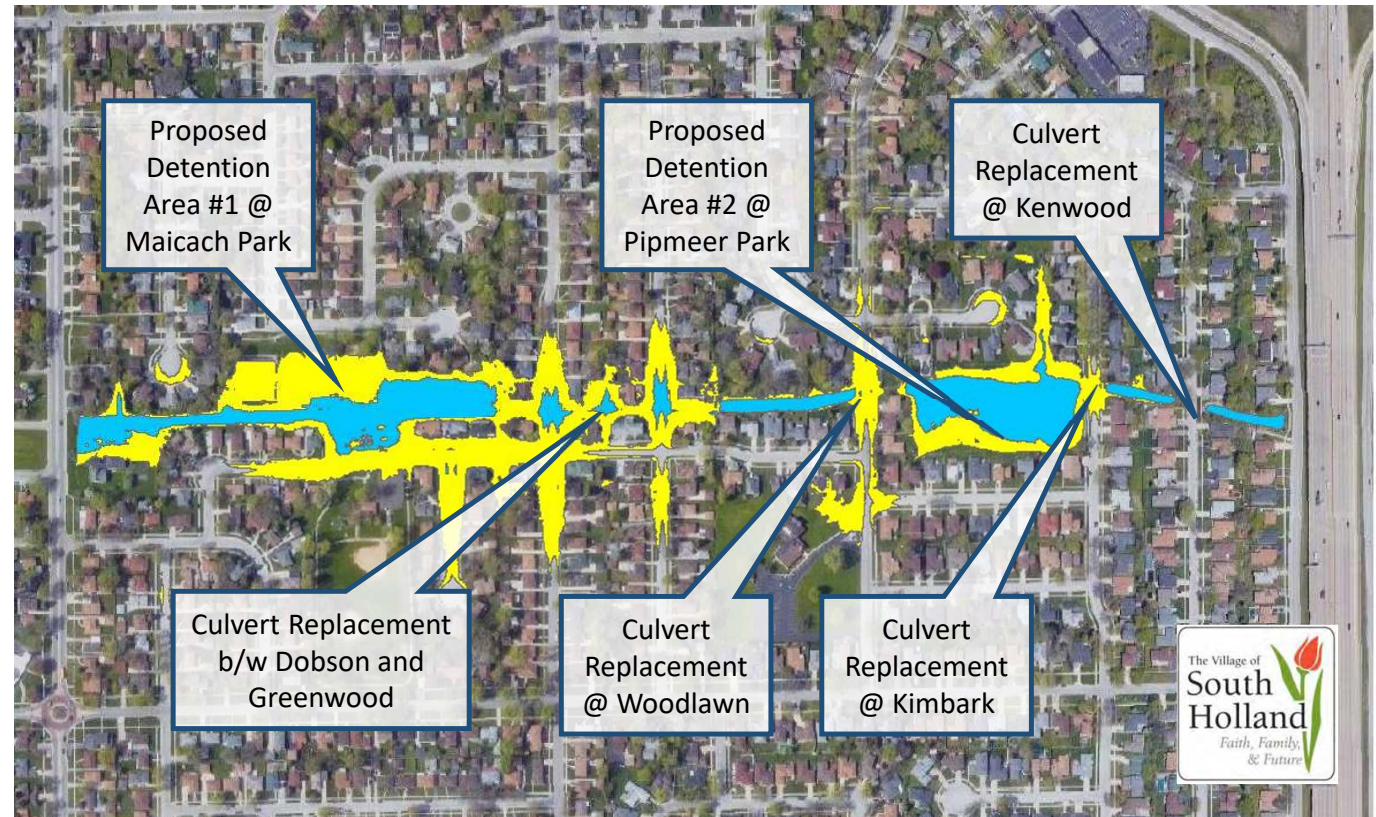 Proposed
Detention
Area #1 @
Maicach Park
Proposed
Detention
Area #2 @
Pipmeer Park
Culvert
Replacement
@ Kenwood
Culvert Replacement
b/w Dobson and
Greenwood
Culvert
Replacement
@ Woodlawn
Culvert
Replacement
@ Kimbark
The Village of
South
Holland
Faith, Family,
& Future